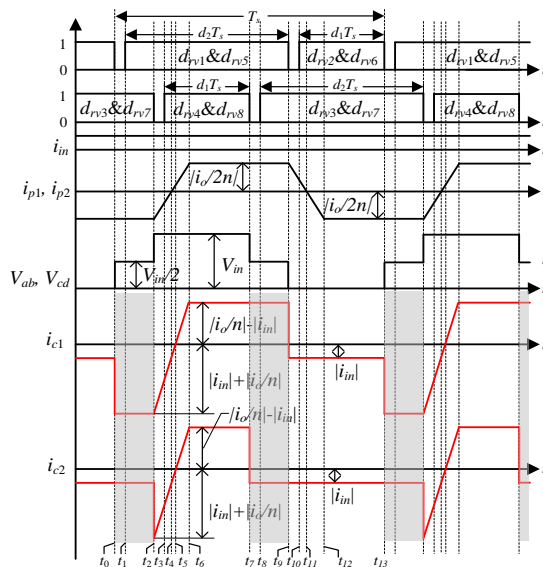 T_s
d_2T_s d_1T_s
1
0
d_rv1&d_rv5 d_rv2&d_rv6 d_rv1&d_rv5
d_1T_s d_2T_s
1
0
d_rv3&d_rv7 d_rv4&d_rv8 d_rv3&d_rv7 d_rv4&d_rv8
i_in
i_p1, i_p2
|i_o/2n| |i_o/2n|
V_ab, V_cd
V_in/2 V_in
|i_o/n|-|i_in|
i_c1
|i_in|
|i_in|+|i_o/n|
|i_o/n|-|i_in|
i_c2
|i_in|
|i_in|+|i_o/n|
t_0 t_1 t_2 t_3 t_4 t_5 t_6 t_7 t_8 t_9 t_10 t_11 t_12 t_13